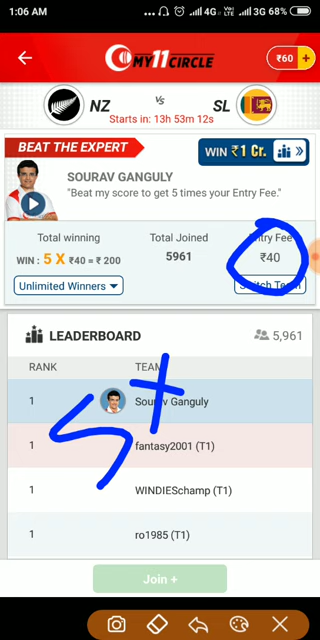 1:06 AM ... 4G Vo LTE 3G 68%
MY11CIRCLE
₹60 +
NZ Vs SL
Starts in: 13h 53m 12s
BEAT THE EXPERT
WIN ₹1 Cr.
SOURAV GANGULY
"Beat my score to get 5 times your Entry Fee."
Total winning Total Joined Entry Fee
WIN : 5 X ₹40 = ₹ 200 5961 ₹40
Unlimited Winners Switch Team
LEADERBOARD 5,961
RANK TEAM
1 Sourav Ganguly
5x
1 fantasy2001 (T1)
1 WINDIESchamp (T1)
1 ro1985 (T1)
Join +